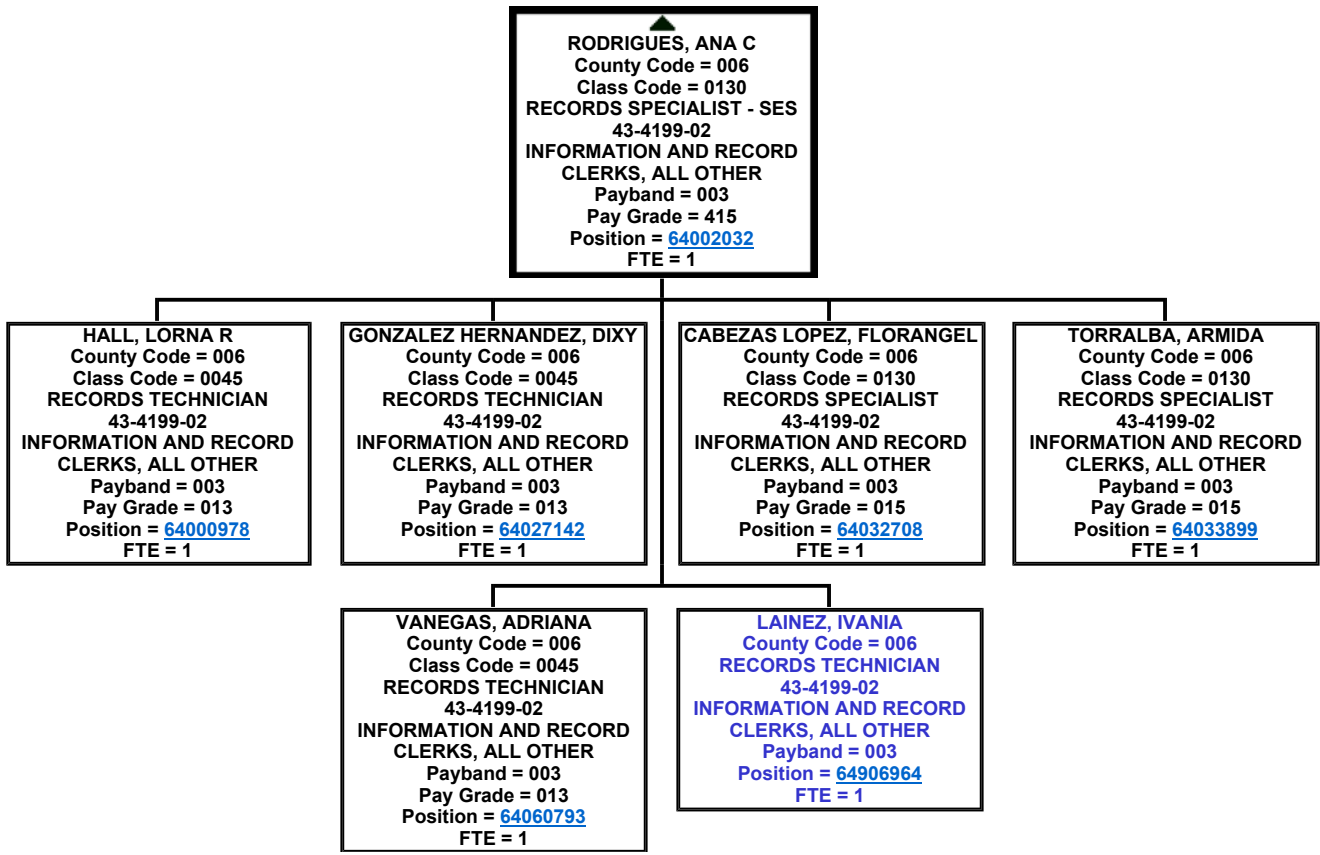 RODRIGUES, ANA C
County Code = 006
Class Code = 0130
RECORDS SPECIALIST - SES
43-4199-02
INFORMATION AND RECORD
CLERKS, ALL OTHER
Payband = 003
Pay Grade = 415
Position = 64002032
FTE = 1
HALL, LORNA R
County Code = 006
Class Code = 0045
RECORDS TECHNICIAN
43-4199-02
INFORMATION AND RECORD
CLERKS, ALL OTHER
Payband = 003
Pay Grade = 013
Position = 64000978
FTE = 1
GONZALEZ HERNANDEZ, DIXY
County Code = 006
Class Code = 0045
RECORDS TECHNICIAN
43-4199-02
INFORMATION AND RECORD
CLERKS, ALL OTHER
Payband = 003
Pay Grade = 013
Position = 64027142
FTE = 1
CABEZAS LOPEZ, FLORANGEL
County Code = 006
Class Code = 0130
RECORDS SPECIALIST
43-4199-02
INFORMATION AND RECORD
CLERKS, ALL OTHER
Payband = 003
Pay Grade = 015
Position = 64032708
FTE = 1
TORRALBA, ARMIDA
County Code = 006
Class Code = 0130
RECORDS SPECIALIST
43-4199-02
INFORMATION AND RECORD
CLERKS, ALL OTHER
Payband = 003
Pay Grade = 015
Position = 64033899
FTE = 1
VANEGAS, ADRIANA
County Code = 006
Class Code = 0045
RECORDS TECHNICIAN
43-4199-02
INFORMATION AND RECORD
CLERKS, ALL OTHER
Payband = 003
Pay Grade = 013
Position = 64060793
FTE = 1
LAINEZ, IVANIA
County Code = 006
RECORDS TECHNICIAN
43-4199-02
INFORMATION AND RECORD
CLERKS, ALL OTHER
Payband = 003
Position = 64906964
FTE = 1